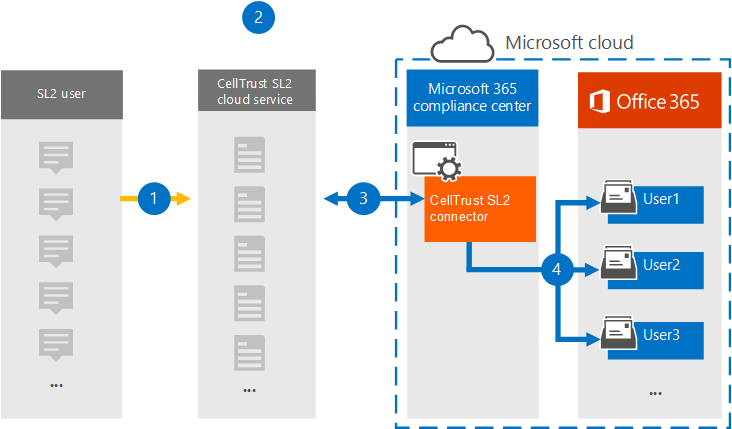 2
Microsoft cloud
SL2 user
CellTrust SL2
cloud service
Microsoft 365
compliance center
Office 365
1
3
CellTrust SL2
connector
4
User1
User2
User3
...
...
...